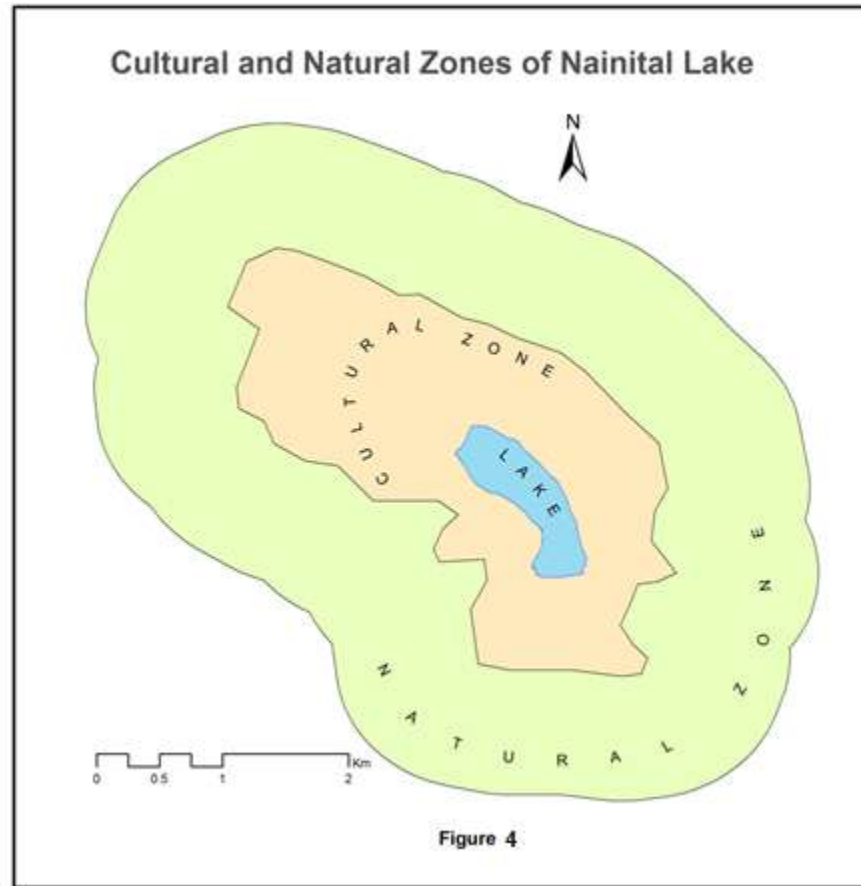 Cultural and Natural Zones of Nainital Lake
N
CULTURAL ZONE
LAKE
NATURAL ZONE
Km
0 0.5 1 2
Figure 4